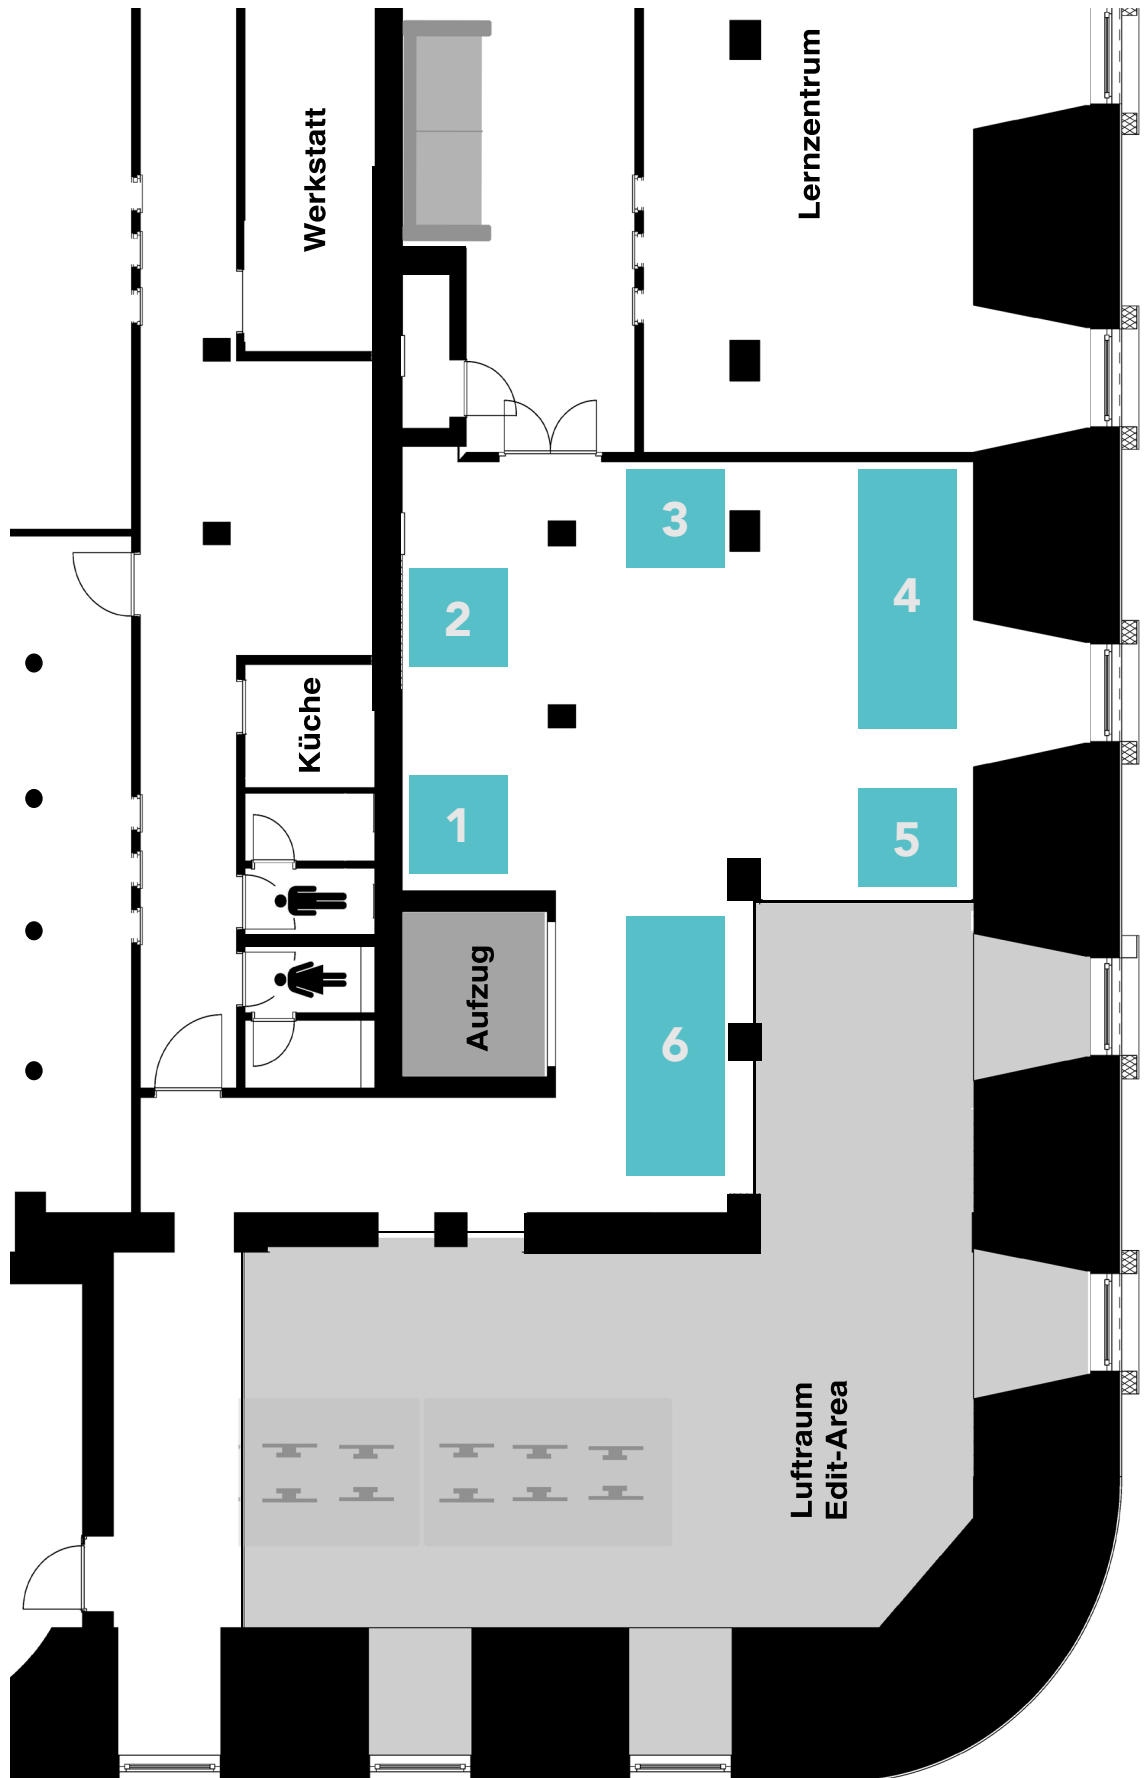 Werkstatt
Lernzentrum
3
4
2
Küche
1
5
Aufzug
6
Luftraum
Edit-Area